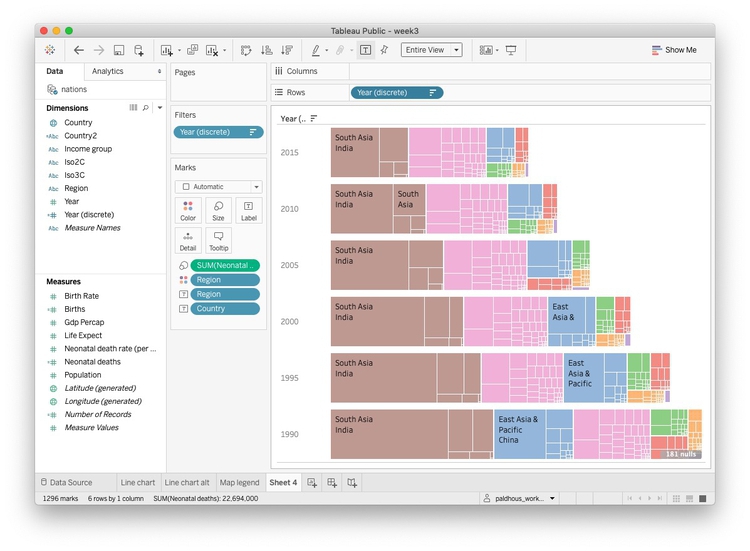 Tableau Public - week3
Entire View
Show Me
Data
Analytics
nations
Dimensions
Country
Abc Country2
Abc Income group
Abc Iso2C
Abc Iso3C
Abc Region
# Year
# Year (discrete)
Abc Measure Names
Measures
# Birth Rate
# Births
# Gdp Percap
# Life Expect
# Neonatal death rate (per ...
# Neonatal deaths
# Population
Latitude (generated)
Longitude (generated)
# Number of Records
# Measure Values
Pages
Filters
Year (discrete)
Marks
Automatic
Color
Size
Label
Detail
Tooltip
SUM(Neonatal ..
Region
Region
Country
Columns
Rows
Year (discrete)
Year (..
2015
South Asia
India
2010
South Asia
India
South
Asia
2005
South Asia
India
2000
South Asia
India
East
Asia &
1995
South Asia
India
East
Asia &
Pacific
1990
South Asia
India
East Asia &
Pacific
China
181 nulls
Data Source
Line chart
Line chart alt
Map legend
Sheet 4
1296 marks
6 rows by 1 column
SUM(Neonatal deaths): 22,694,000
paldhous_work...